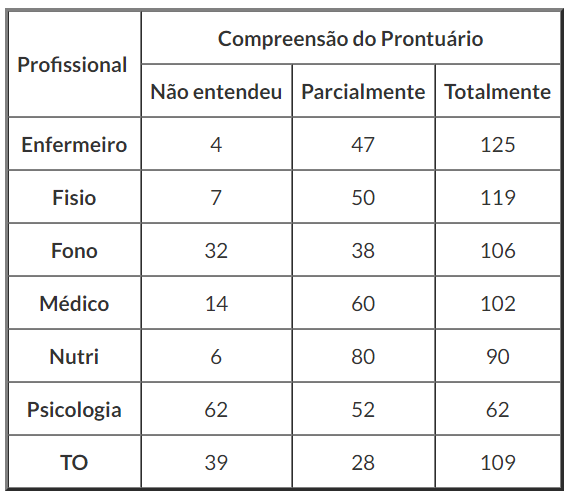 Profissional Compreensão do Prontuário
Não entendeu Parcialmente Totalmente
Enfermeiro 4 47 125
Fisio 7 50 119
Fono 32 38 106
Médico 14 60 102
Nutri 6 80 90
Psicologia 62 52 62
TO 39 28 109